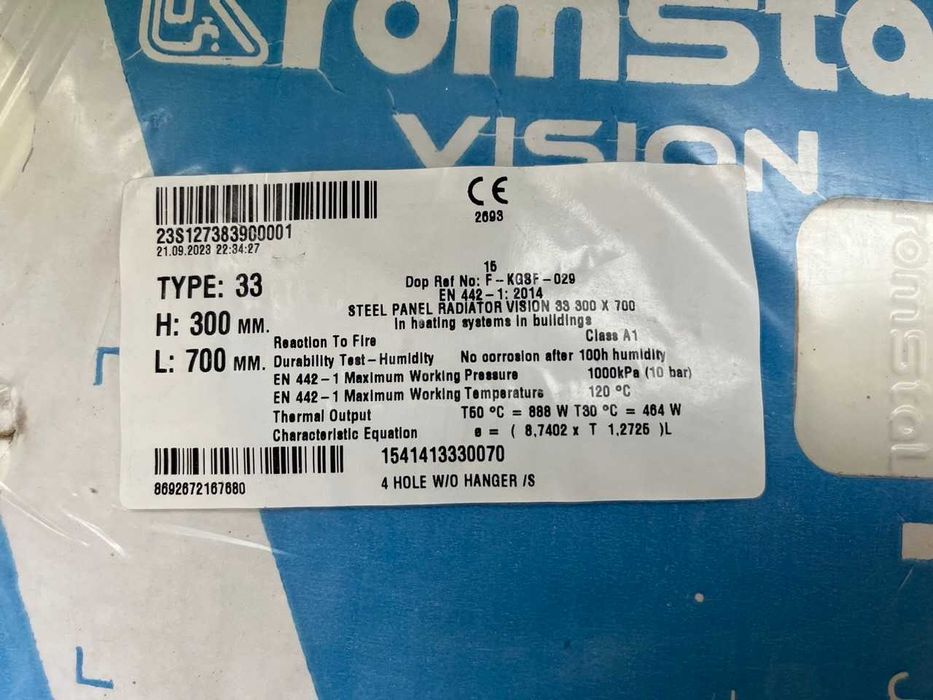 romsta
VISION
CE
2693
23S127383900001
21.09.2023 22:34:27
15
TYPE: 33
Dop Ref No: F-KGSF-029
EN 442-1: 2014
STEEL PANEL RADIATOR VISION 33 300 X 700
H: 300 MM.
In heating systems in buildings
Reaction To Fire Class A1
L: 700 MM.
Durability Test-Humidity No corrosion after 100h humidity
EN 442-1 Maximum Working Pressure 1000kPa (10 bar)
EN 442-1 Maximum Working Temperature 120 °C
Thermal Output T50 °C = 888 W T30 °C = 464 W
Characteristic Equation ø = ( 8,7402 x T 1,2725 )L
1541413330070
8692672167680
4 HOLE W/O HANGER /S
romstal